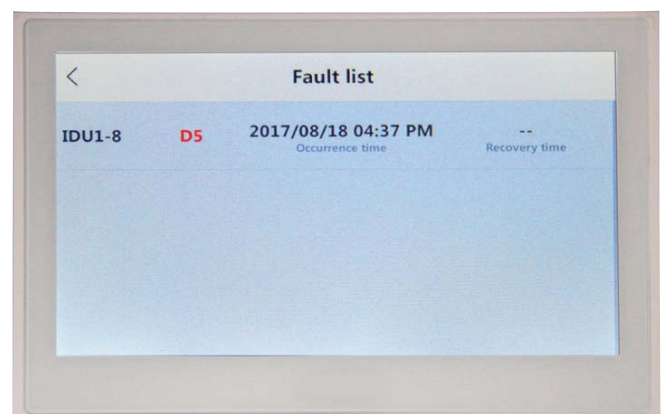 < Fault list
IDU1-8 D5 2017/08/18 04:37 PM --
Occurrence time Recovery time